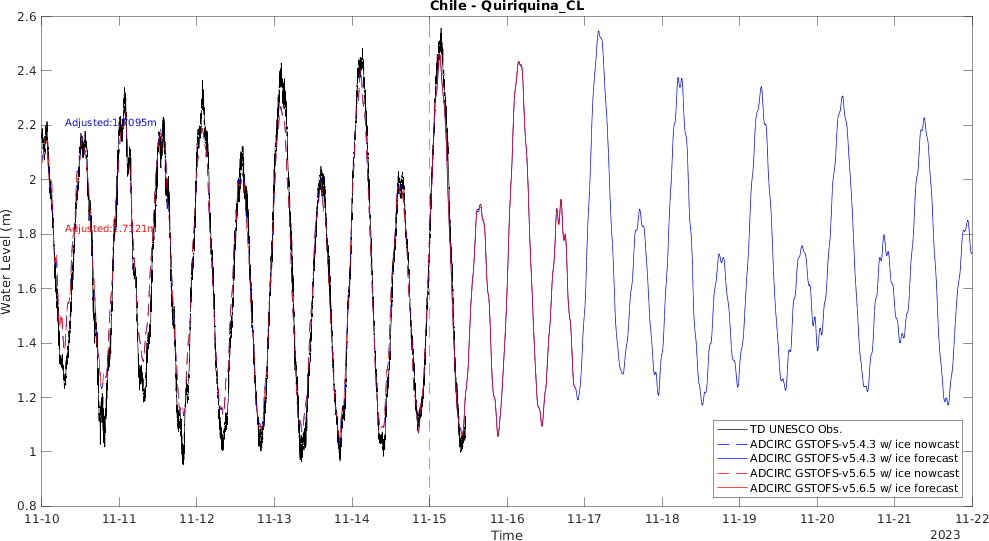 Chile - Quiriquina_CL
2.6
2.4
2.2
2
1.8
1.6
1.4
1.2
1
0.8
Water Level (m)
Adjusted:
TD UNESCO Obs.
ADCIRC GSTOFS-v5.4.3 w/ ice nowcast
ADCIRC GSTOFS-v5.4.3 w/ ice forecast
ADCIRC GSTOFS-v5.6.5 w/ ice nowcast
ADCIRC GSTOFS-v5.6.5 w/ ice forecast
11-10 11-11 11-12 11-13 11-14 11-15 11-16 11-17 11-18 11-19 11-20 11-21 11-22
Time
2023